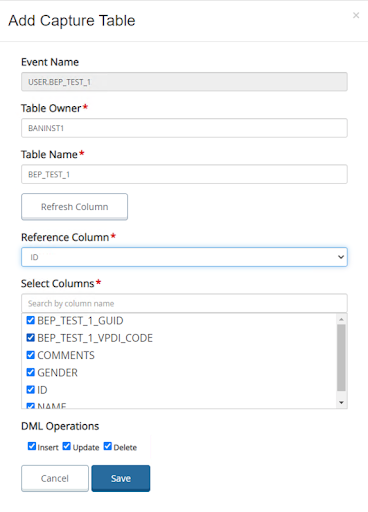 Add Capture Table
×
Event Name
USER.BEP_TEST_1
Table Owner*
BANINST1
Table Name*
BEP_TEST_1
Refresh Column
Reference Column*
ID
Select Columns*
Search by column name
BEP_TEST_1_GUID
BEP_TEST_1_VPDI_CODE
COMMENTS
GENDER
ID
NAME
DML Operations
Insert Update Delete
Cancel Save